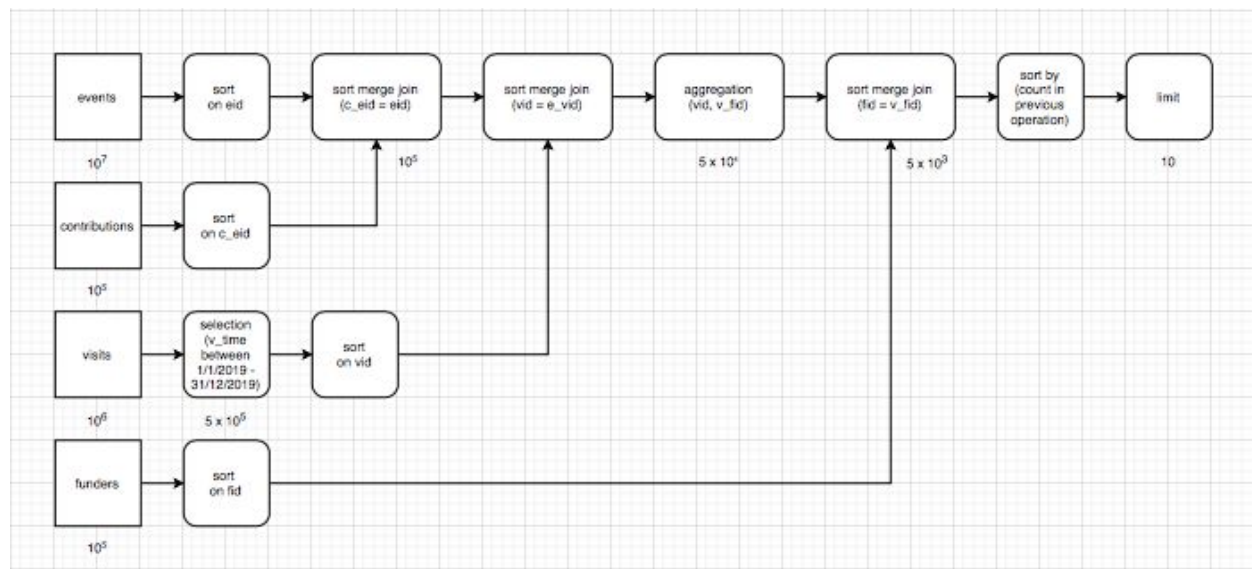 events
sort
on eid
sort merge join
(c_eid = eid)
sort merge join
(vid = e_vid)
aggregation
(vid, v_fid)
sort merge join
(fid = v_fid)
sort by
(count in
previous
operation)
limit
10⁷
10⁵
5 x 10
5 x 10³
10
contributions
sort
on c_eid
10⁵
visits
selection
(v_time
between
1/1/2019 -
31/12/2019)
sort
on vid
10⁶
5 x 10⁵
funders
sort
on fid
10⁵